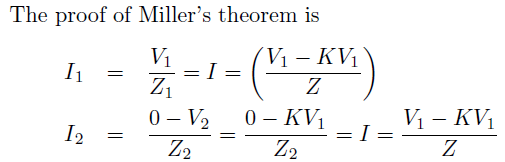 The proof of Miller's theorem is
I₁ = V₁/Z₁ = I = ((V₁ − KV₁)/Z)
I₂ = (0 − V₂)/Z₂ = (0 − KV₁)/Z₂ = I = (V₁ − KV₁)/Z